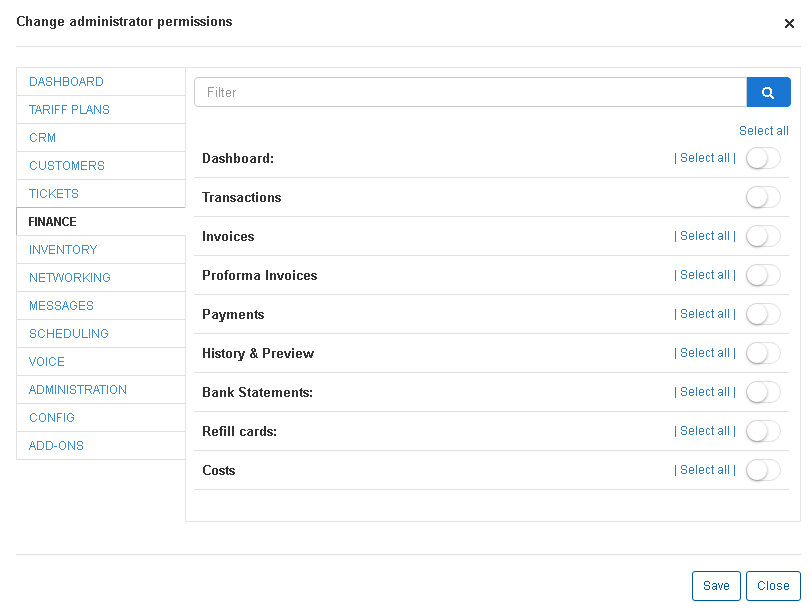 Change administrator permissions
×
DASHBOARD
TARIFF PLANS
CRM
CUSTOMERS
TICKETS
FINANCE
INVENTORY
NETWORKING
MESSAGES
SCHEDULING
VOICE
ADMINISTRATION
CONFIG
ADD-ONS
Filter
Select all
Dashboard: | Select all |
Transactions
Invoices | Select all |
Proforma Invoices | Select all |
Payments | Select all |
History & Preview | Select all |
Bank Statements: | Select all |
Refill cards: | Select all |
Costs | Select all |
Save Close